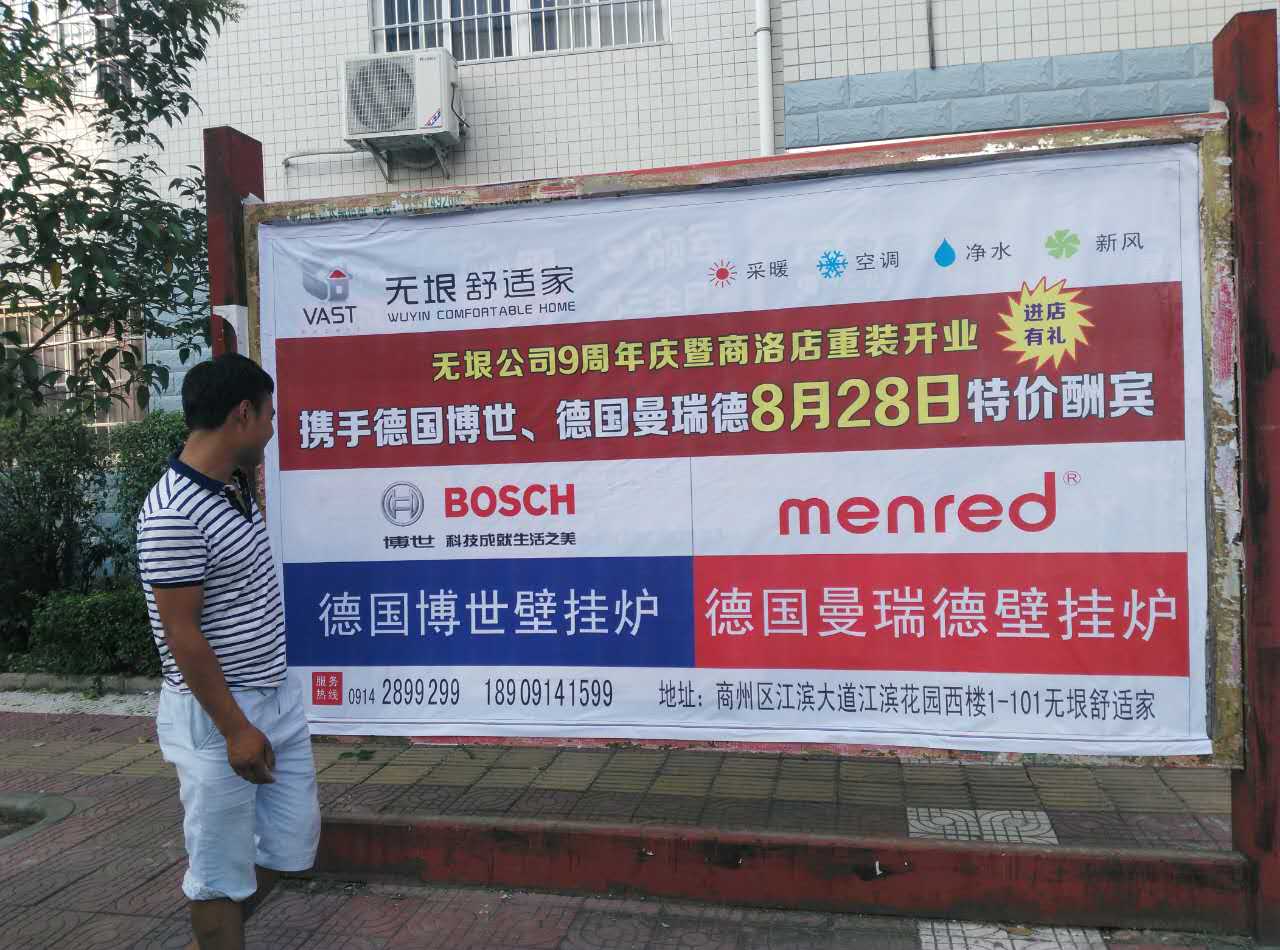 VAST
无垠舒适家
WUYIN COMFORTABLE HOME
采暖 空调 净水 新风
无垠公司9周年庆暨商洛店重装开业
进店
有礼
携手德国博世、德国曼瑞德8月28日特价酬宾
BOSCH
博世 科技成就生活之美
menred®
德国博世壁挂炉
德国曼瑞德壁挂炉
服务
热线
0914 2899299 18909141599
地址：商州区江滨大道江滨花园西楼1-101无垠舒适家